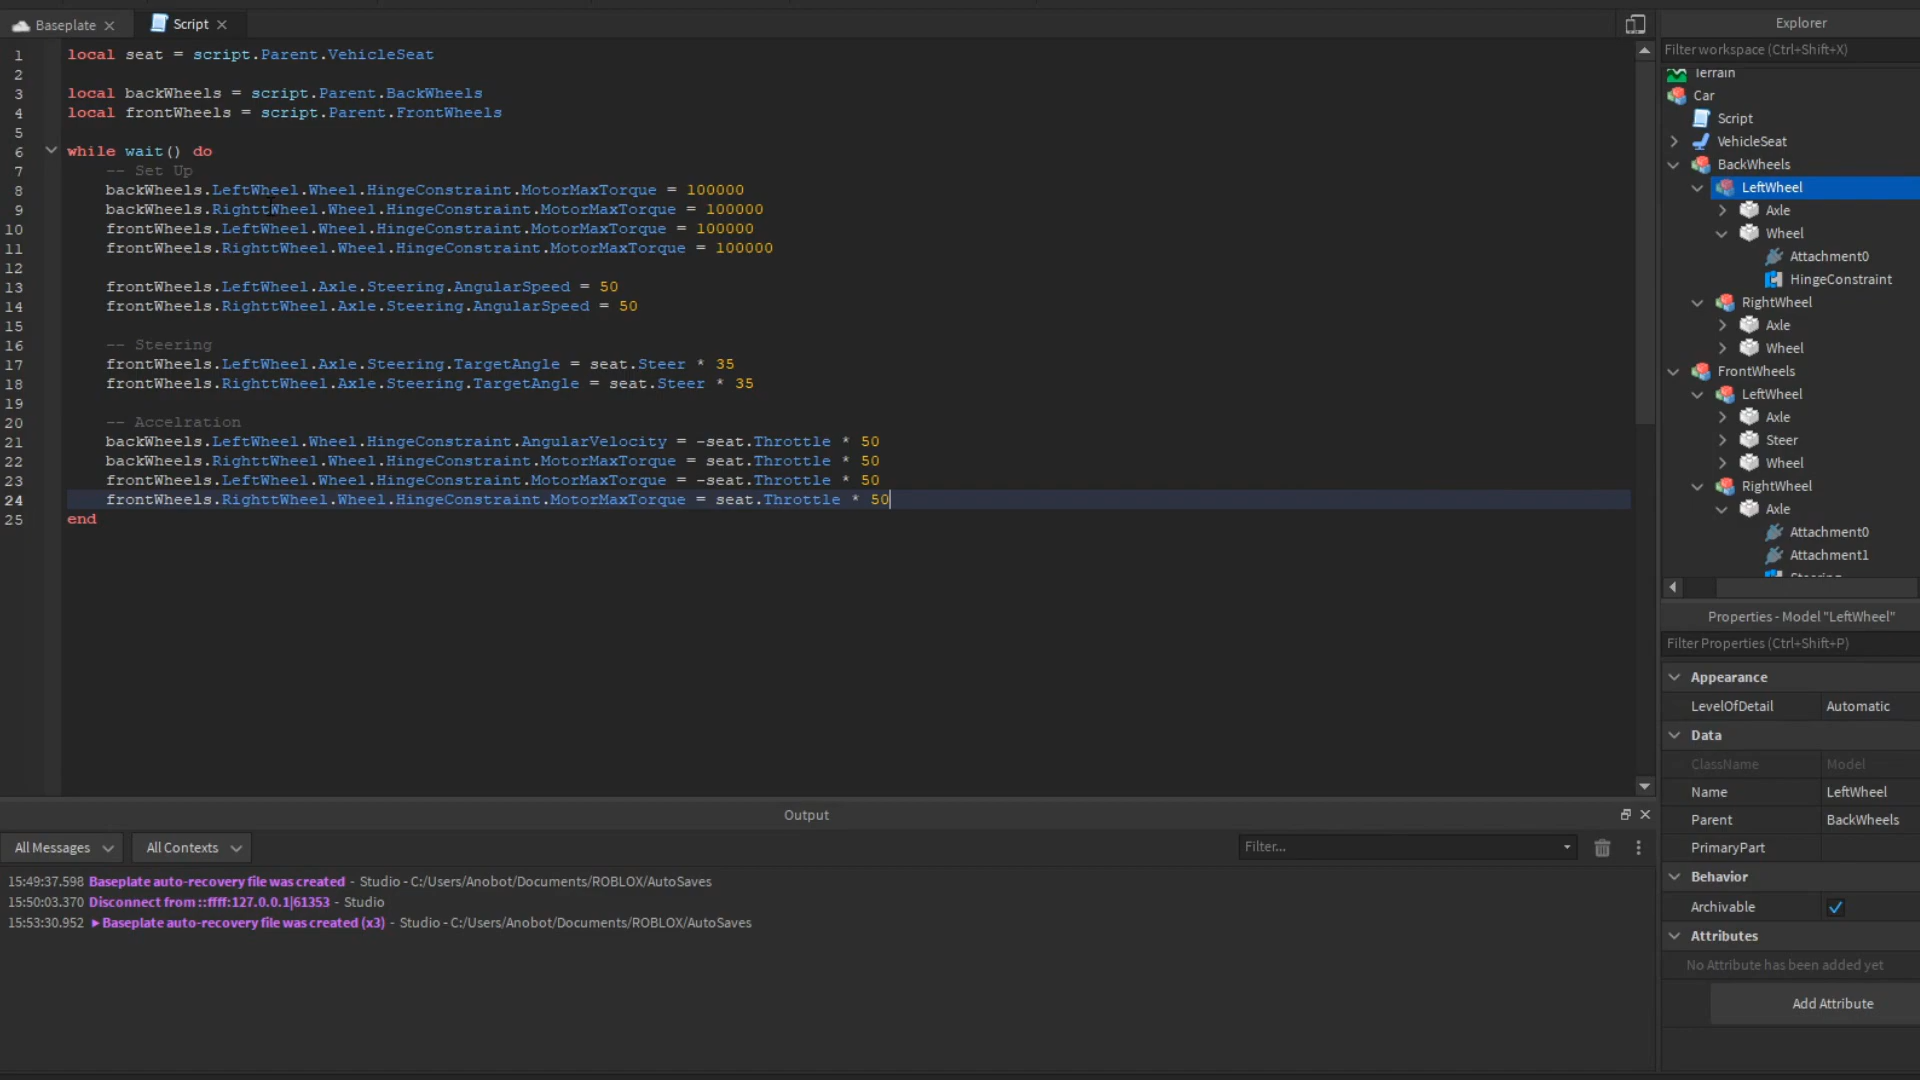 Baseplate
Script
1 local seat = script.Parent.VehicleSeat
2
3 local backWheels = script.Parent.BackWheels
4 local frontWheels = script.Parent.FrontWheels
5
6 while wait() do
7 -- Set Up
8 backWheels.LeftWheel.Wheel.HingeConstraint.MotorMaxTorque = 100000
9 backWheels.RighttWheel.Wheel.HingeConstraint.MotorMaxTorque = 100000
10 frontWheels.LeftWheel.Wheel.HingeConstraint.MotorMaxTorque = 100000
11 frontWheels.RighttWheel.Wheel.HingeConstraint.MotorMaxTorque = 100000
12
13 frontWheels.LeftWheel.Axle.Steering.AngularSpeed = 50
14 frontWheels.RighttWheel.Axle.Steering.AngularSpeed = 50
15
16 -- Steering
17 frontWheels.LeftWheel.Axle.Steering.TargetAngle = seat.Steer * 35
18 frontWheels.RighttWheel.Axle.Steering.TargetAngle = seat.Steer * 35
19
20 -- Accelration
21 backWheels.LeftWheel.Wheel.HingeConstraint.AngularVelocity = -seat.Throttle * 50
22 backWheels.RighttWheel.Wheel.HingeConstraint.MotorMaxTorque = seat.Throttle * 50
23 frontWheels.LeftWheel.Wheel.HingeConstraint.MotorMaxTorque = -seat.Throttle * 50
24 frontWheels.RighttWheel.Wheel.HingeConstraint.MotorMaxTorque = seat.Throttle * 50
25 end
Output
All Messages
All Contexts
Filter...
15:49:37.598 Baseplate auto-recovery file was created - Studio - C:/Users/Anobot/Documents/ROBLOX/AutoSaves
15:50:03.370 Disconnect from ::ffff:127.0.0.1|61353 - Studio
15:53:30.952 Baseplate auto-recovery file was created (x3) - Studio - C:/Users/Anobot/Documents/ROBLOX/AutoSaves
Explorer
Filter workspace (Ctrl+Shift+X)
Terrain
Car
Script
VehicleSeat
BackWheels
LeftWheel
Axle
Wheel
Attachment0
HingeConstraint
RightWheel
Axle
Wheel
FrontWheels
LeftWheel
Axle
Steer
Wheel
RightWheel
Axle
Attachment0
Attachment1
Steering
Properties - Model "LeftWheel"
Filter Properties (Ctrl+Shift+P)
Appearance
LevelOfDetail Automatic
Data
ClassName Model
Name LeftWheel
Parent BackWheels
PrimaryPart
Behavior
Archivable
Attributes
No Attribute has been added yet
Add Attribute